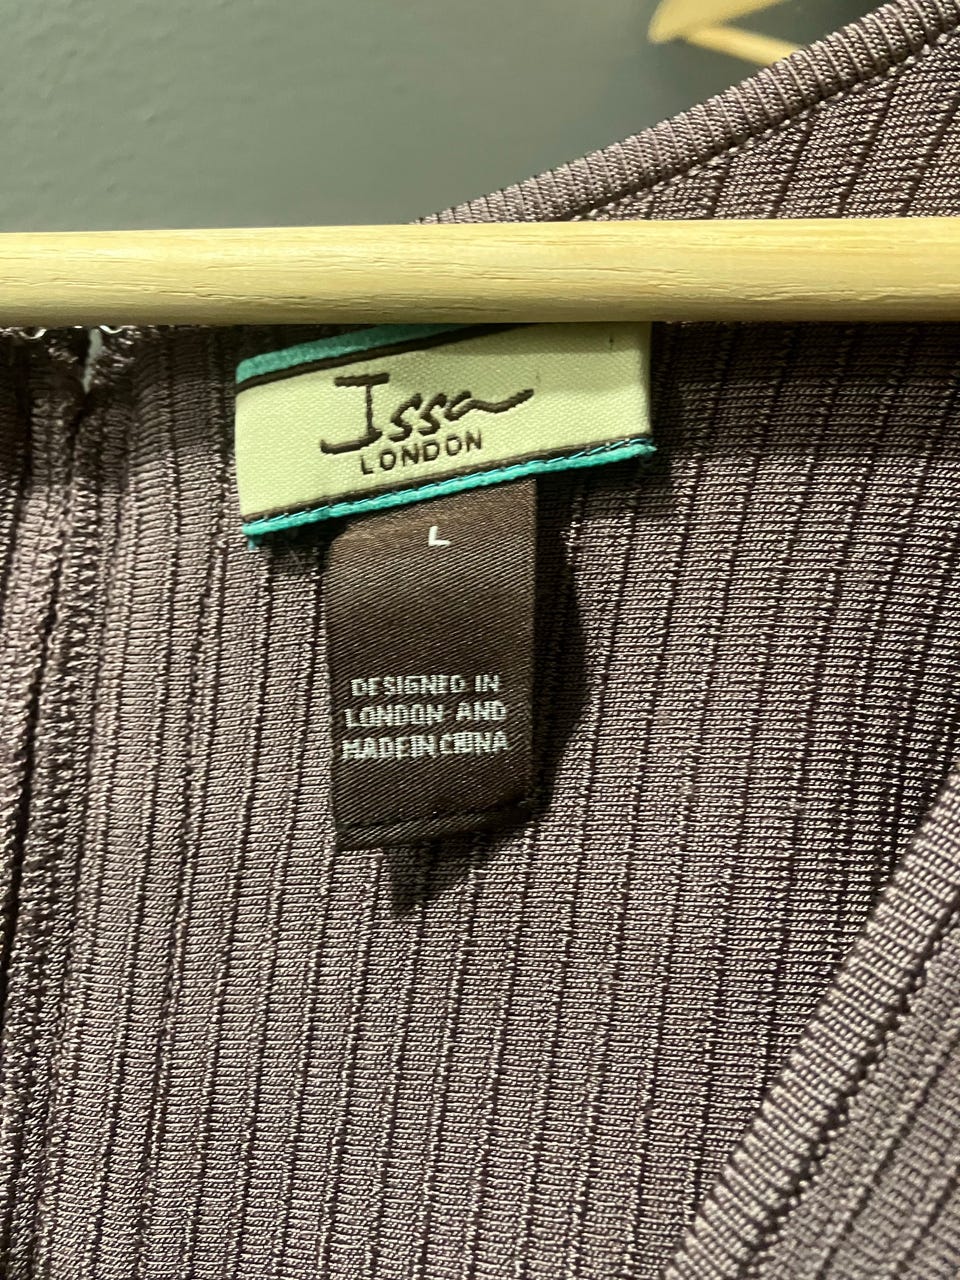 Issa
LONDON
L
DESIGNED IN
LONDON AND
MADE IN CHINA